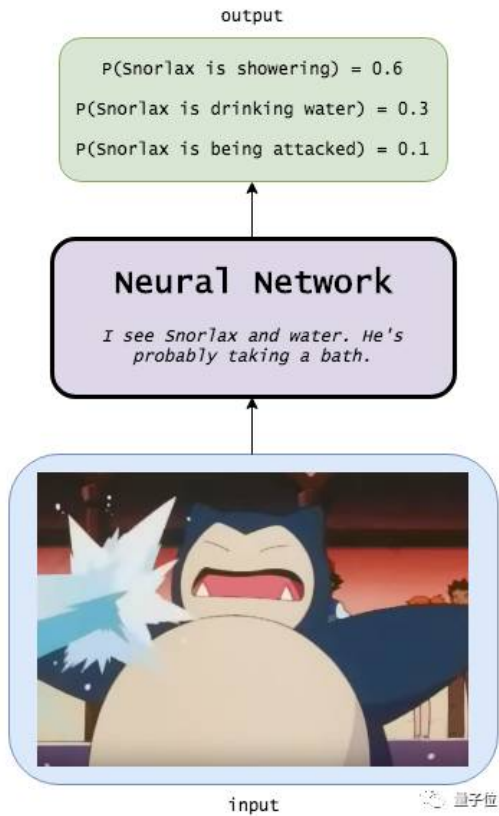 output
P(Snorlax is showering) = 0.6
P(Snorlax is drinking water) = 0.3
P(Snorlax is being attacked) = 0.1
Neural Network
I see Snorlax and water. He's
probably taking a bath.
input
量子位